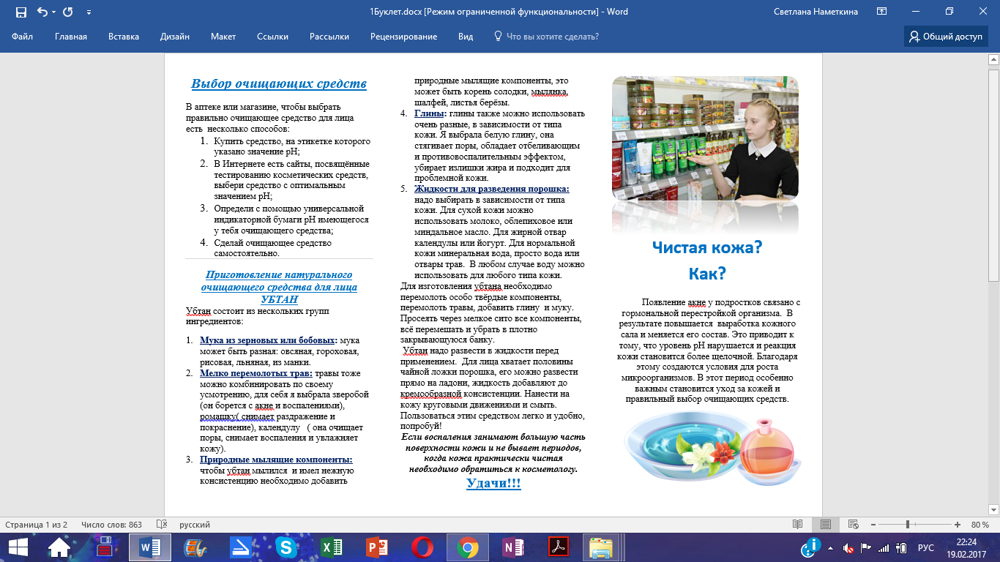 1Буклет.docx [Режим ограниченной функциональности] - Word
Светлана Наметкина
Файл Главная Вставка Дизайн Макет Ссылки Рассылки Рецензирование Вид Что вы хотите сделать? Общий доступ
Выбор очищающих средств
В аптеке или магазине, чтобы выбрать
правильно очищающее средство для лица
есть несколько способов:
1. Купить средство, на этикетке которого
указано значение pH;
2. В Интернете есть сайты, посвящённые
тестированию косметических средств,
выбери средство с оптимальным
значением pH;
3. Определи с помощью универсальной
индикаторной бумаги pH имеющегося
у тебя очищающего средства;
4. Сделай очищающее средство
самостоятельно.
Приготовление натурального
очищающего средства для лица
УБТАН
Убтан состоит из нескольких групп
ингредиентов:
1. Мука из зерновых или бобовых: мука
может быть разная: овсяная, гороховая,
рисовая, льняная, из манки.
2. Мелко перемолотых трав: травы тоже
можно комбинировать по своему
усмотрению, для себя я выбрала зверобой
(он борется с акне и воспалениями),
ромашку( снимает раздражение и
покраснение), календулу ( она очищает
поры, снимает воспаления и увлажняет
кожу).
3. Природные мылящие компоненты:
чтобы убтан мылился и имел нежную
консистенцию необходимо добавить
природные мылящие компоненты, это
может быть корень солодки, мылянка,
шалфей, листья берёзы.
4. Глины: глины также можно использовать
очень разные, в зависимости от типа
кожи. Я выбрала белую глину, она
стягивает поры, обладает отбеливающим
и противовоспалительным эффектом,
убирает излишки жира и подходит для
проблемной кожи.
5. Жидкости для разведения порошка:
надо выбирать в зависимости от типа
кожи. Для сухой кожи можно
использовать молоко, облепиховое или
миндальное масло. Для жирной отвар
календулы или йогурт. Для нормальной
кожи минеральная вода, просто вода или
отвары трав. В любом случае воду можно
использовать для любого типа кожи.
Для изготовления убтана необходимо
перемолоть особо твёрдые компоненты,
перемолоть травы, добавить глину и муку.
Просеять через мелкое сито все компоненты,
всё перемешать и убрать в плотно
закрывающуюся банку.
Убтан надо развести в жидкости перед
применением. Для лица хватает половины
чайной ложки порошка, его можно развести
прямо на ладони, жидкость добавляют до
кремообразной консистенции. Нанести на
кожу круговыми движениями и смыть.
Пользоваться этим средством легко и удобно,
попробуй!
Если воспаления занимают большую часть
поверхности кожи и не бывает периодов,
когда кожа практически чистая
необходимо обратиться к косметологу.
Удачи!!!
Чистая кожа?
Как?
Появление акне у подростков связано с
гормональной перестройкой организма. В
результате повышается выработка кожного
сала и меняется его состав. Это приводит к
тому, что уровень pH нарушается и реакция
кожи становится более щелочной. Благодаря
этому создаются условия для роста
микроорганизмов. В этот период особенно
важным становится уход за кожей и
правильный выбор очищающих средств.
Страница 1 из 2 Число слов: 863 русский 80 %
РУС
22:24
19.02.2017